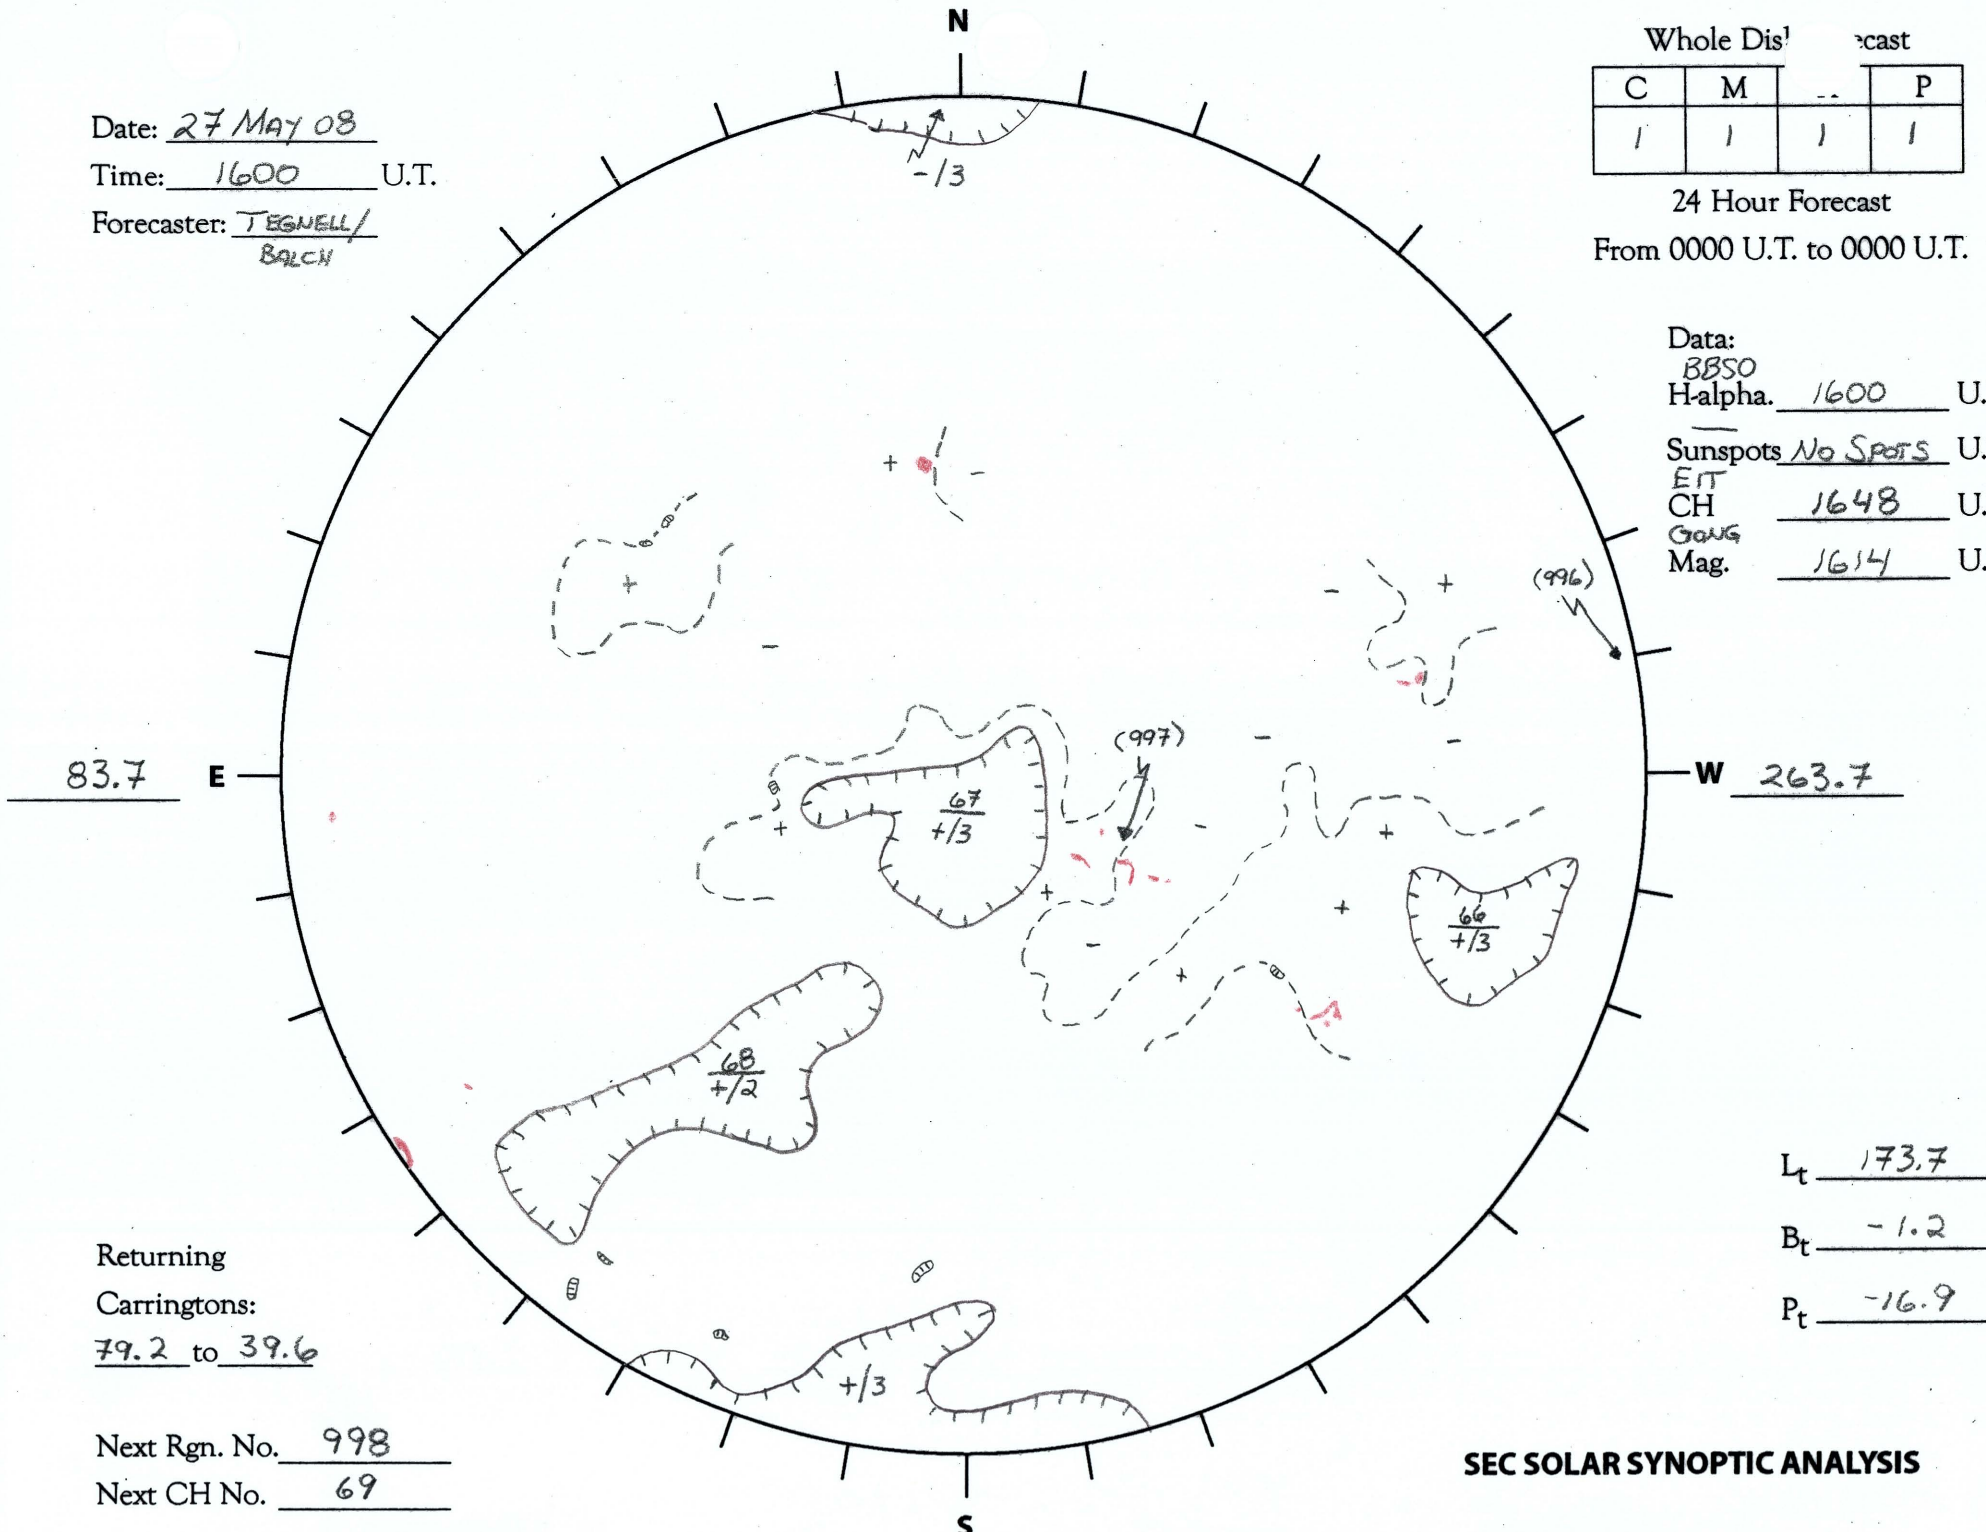 N
Whole Dis ecast
C M P
1 1 1 1
24 Hour Forecast
From 0000 U.T. to 0000 U.T.
Date: 27 MAY 08
Time: 1600 U.T.
Forecaster: TEGNELL/
BALCH
-/3
Data:
BBSO
H-alpha. 1600 U.
Sunspots No SPOTS U.
EIT
CH 1648 U.
GONG
Mag. 1614 U.
+ -
+
-
- +
(996)
(997)
- -
83.7 E
W 263.7
67
+/3
+
-
+
+
+
66
+/3
-
+
68
+/2
Lt 173.7
Bt -1.2
Pt -16.9
Returning
Carringtons:
79.2 to 39.6
+/3
Next Rgn. No. 998
Next CH No. 69
SEC SOLAR SYNOPTIC ANALYSIS
S